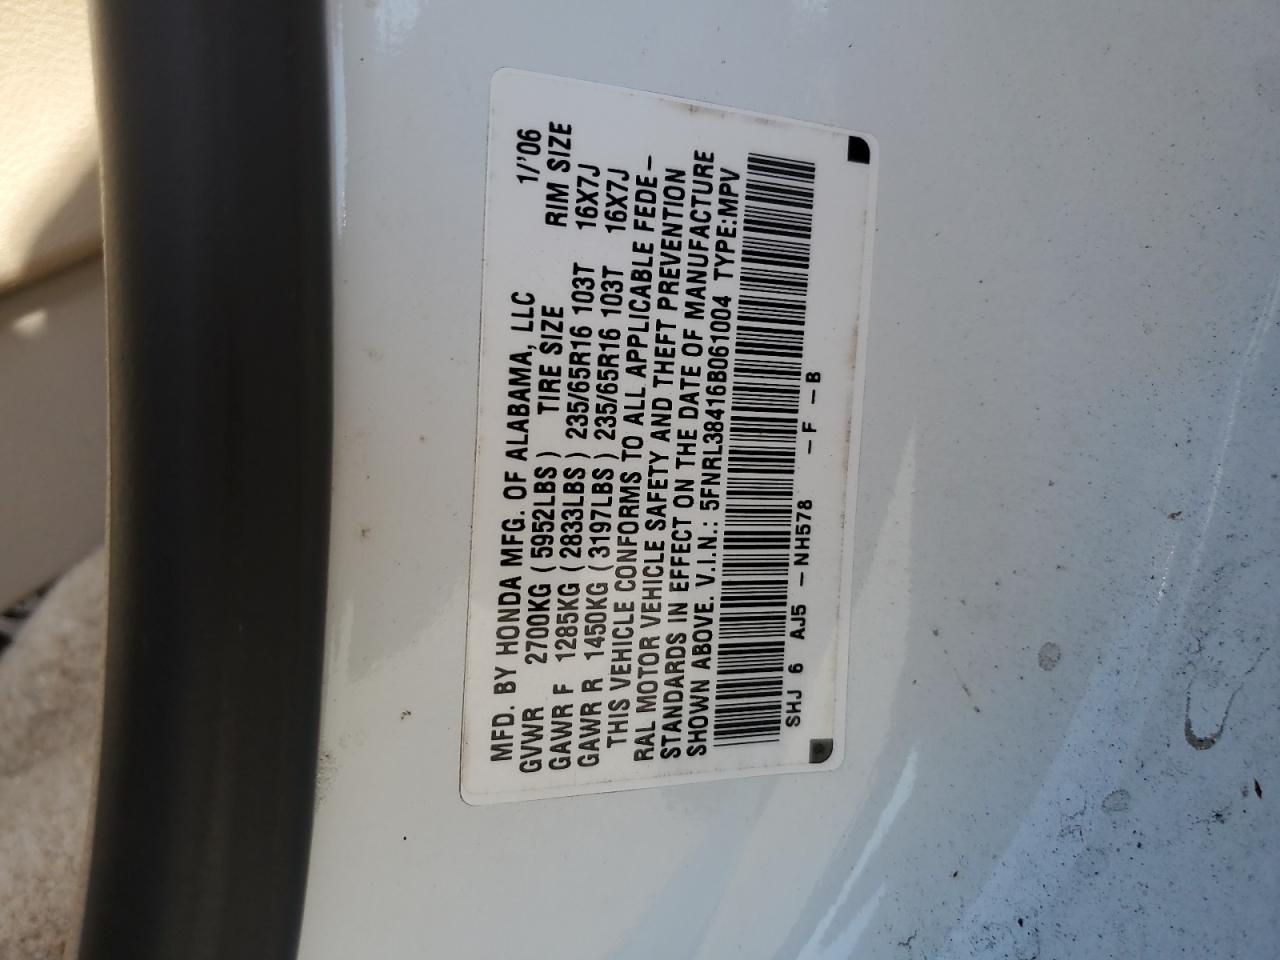 MFD. BY HONDA MFG. OF ALABAMA, LLC 1/'06
GVWR 2700KG (5952LBS) TIRE SIZE RIM SIZE
GAWR F 1285KG (2833LBS) 235/65R16 103T 16X7J
GAWR R 1450KG (3197LBS) 235/65R16 103T 16X7J
THIS VEHICLE CONFORMS TO ALL APPLICABLE FEDE-
RAL MOTOR VEHICLE SAFETY AND THEFT PREVENTION
STANDARDS IN EFFECT ON THE DATE OF MANUFACTURE
SHOWN ABOVE. V.I.N.: 5FNRL38416B061004 TYPE:MPV
SHJ 6 AJ5 -NH578 -F -B